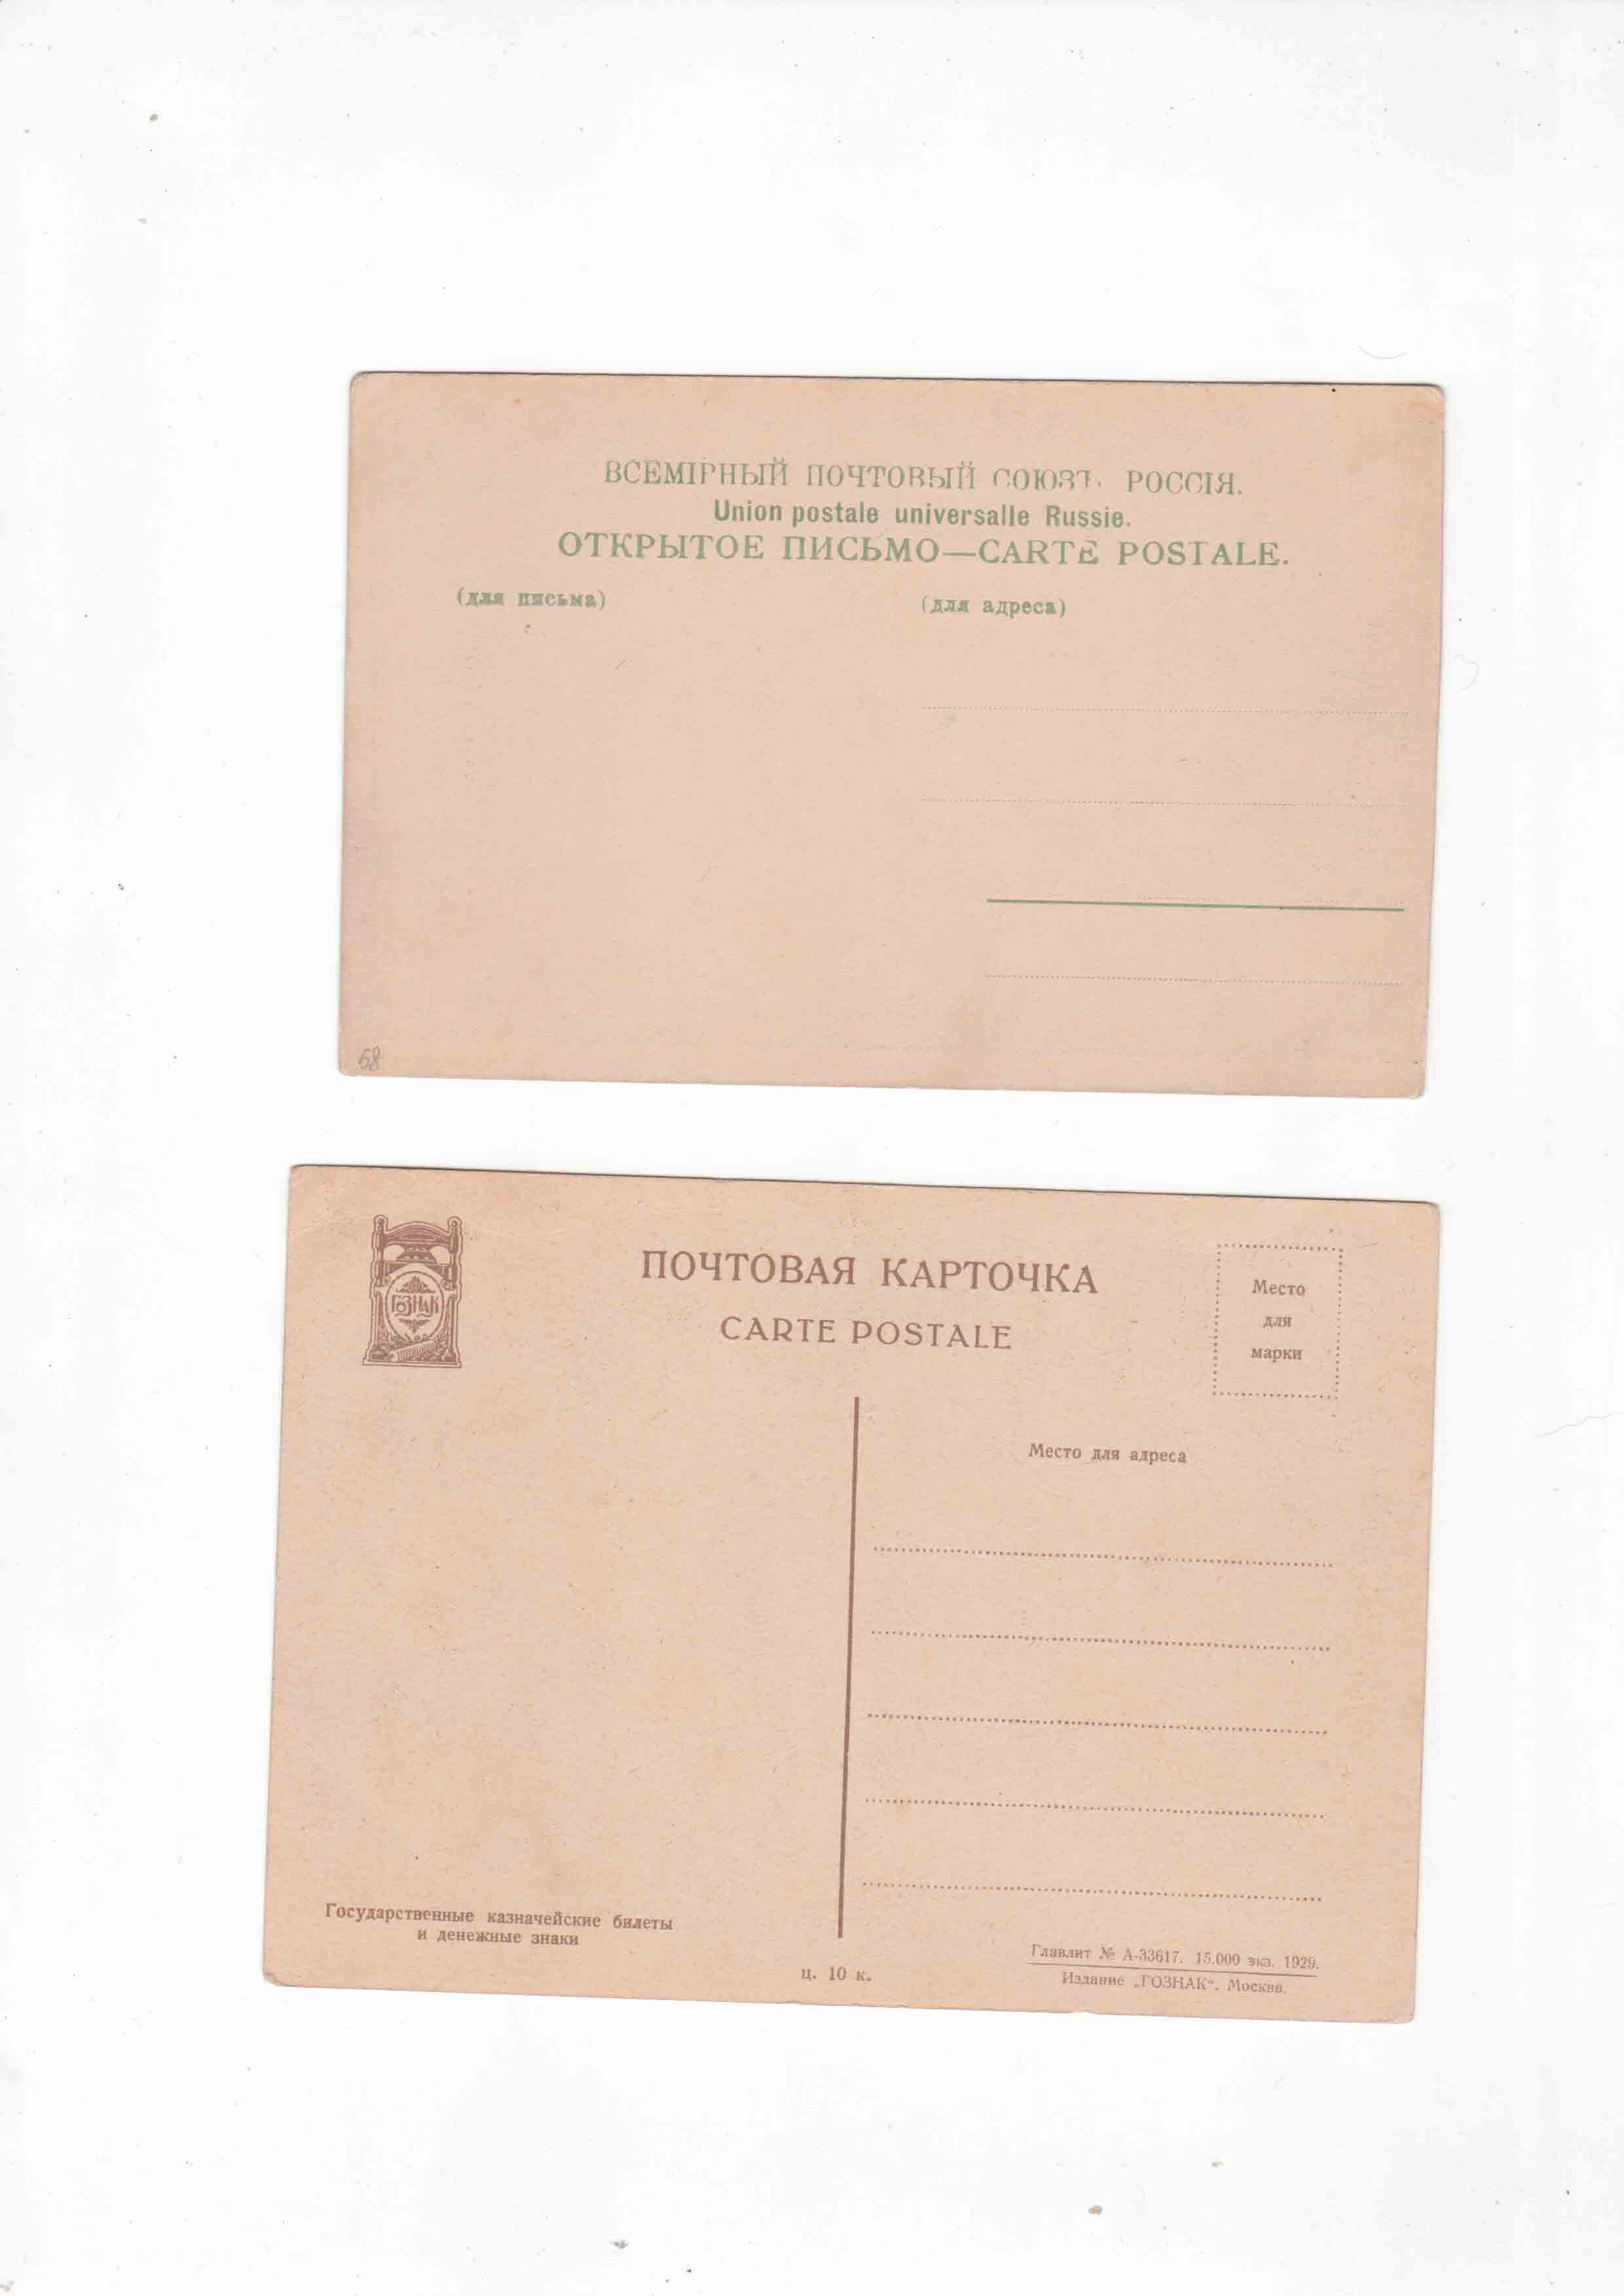 ВСЕМІРНЫЙ ПОЧТОВЫЙ СОЮЗЪ. РОССІЯ.
Union postale universalle Russie.
ОТКРЫТОЕ ПИСЬМО—CARTE POSTALE.
(для письма)
(для адреса)
68
ГОЗНАК
ПОЧТОВАЯ КАРТОЧКА
CARTE POSTALE
Место
для
марки
Место для адреса
Государственные казначейские билеты
и денежные знаки
ц. 10 к.
Главлит № А-33617. 15.000 экз. 1929.
Издание „ГОЗНАК“. Москва.